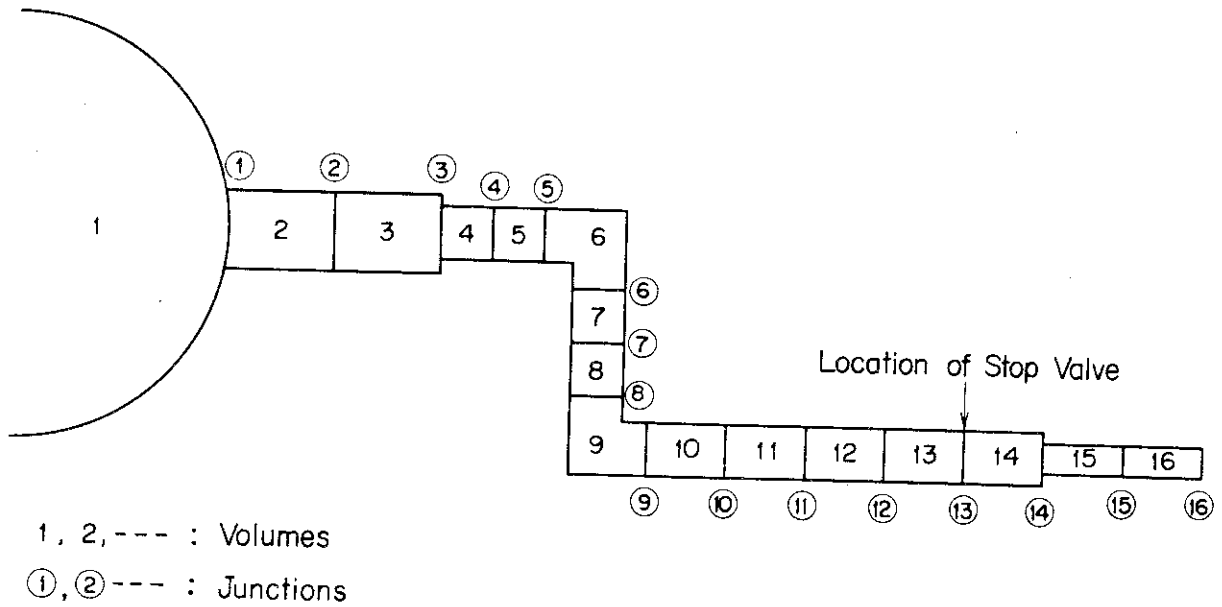 ① ② ③ ④ ⑤
1 2 3 4 5 6
⑥
7
⑦
8
⑧
Location of Stop Valve
9 10 11 12 13 14 15 16
⑨ ⑩ ⑪ ⑫ ⑬ ⑭ ⑮ ⑯
1, 2, --- : Volumes
①, ② --- : Junctions